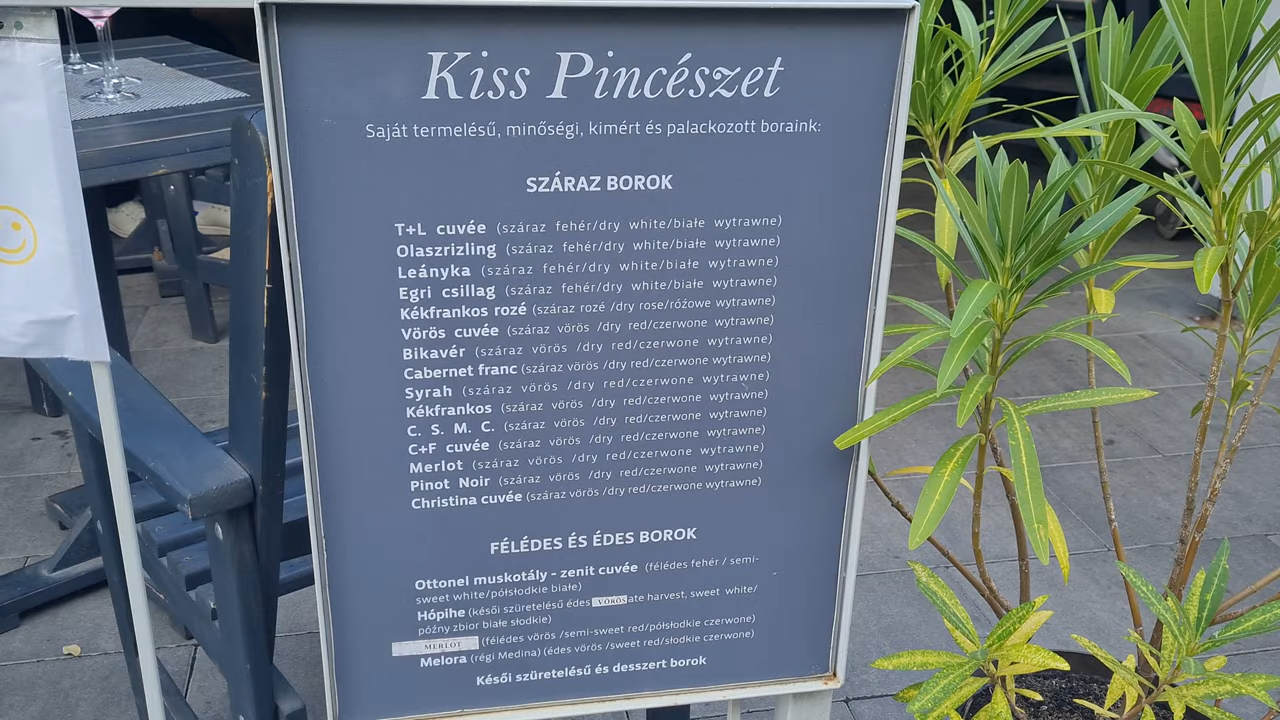 Kiss Pincészet
Saját termelésű, minőségi, kimért és palackozott boraink:
SZÁRAZ BOROK
T+L cuvée (száraz fehér/dry white/białe wytrawne)
Olaszrizling (száraz fehér/dry white/białe wytrawne)
Leányka (száraz fehér/dry white/białe wytrawne)
Egri csillag (száraz fehér/dry white/białe wytrawne)
Kékfrankos rozé (száraz rozé /dry rose/różowe wytrawne)
Vörös cuvée (száraz vörös /dry red/czerwone wytrawne)
Bikavér (száraz vörös /dry red/czerwone wytrawne)
Cabernet franc (száraz vörös /dry red/czerwone wytrawne)
Syrah (száraz vörös /dry red/czerwone wytrawne)
Kékfrankos (száraz vörös /dry red/czerwone wytrawne)
C. S. M. C. (száraz vörös /dry red/czerwone wytrawne)
C+F cuvée (száraz vörös /dry red/czerwone wytrawne)
Merlot (száraz vörös /dry red/czerwone wytrawne)
Pinot Noir (száraz vörös /dry red/czerwone wytrawne)
Christina cuvée (száraz vörös /dry red/czerwone wytrawne)
FÉLÉDES ÉS ÉDES BOROK
Ottonel muskotály - zenit cuvée (félédes fehér / semi-
sweet white/półsłodkie białe)
Hópihe (késői szüretelésű édes VÖRÖS ate harvest, sweet white/
późny zbior białe słodkie)
MERLOT (félédes vörös /semi-sweet red/półsłodkie czerwone)
Melora (régi Medina) (édes vörös /sweet red/słodkie czerwone)
Késői szüretelésű és desszert borok